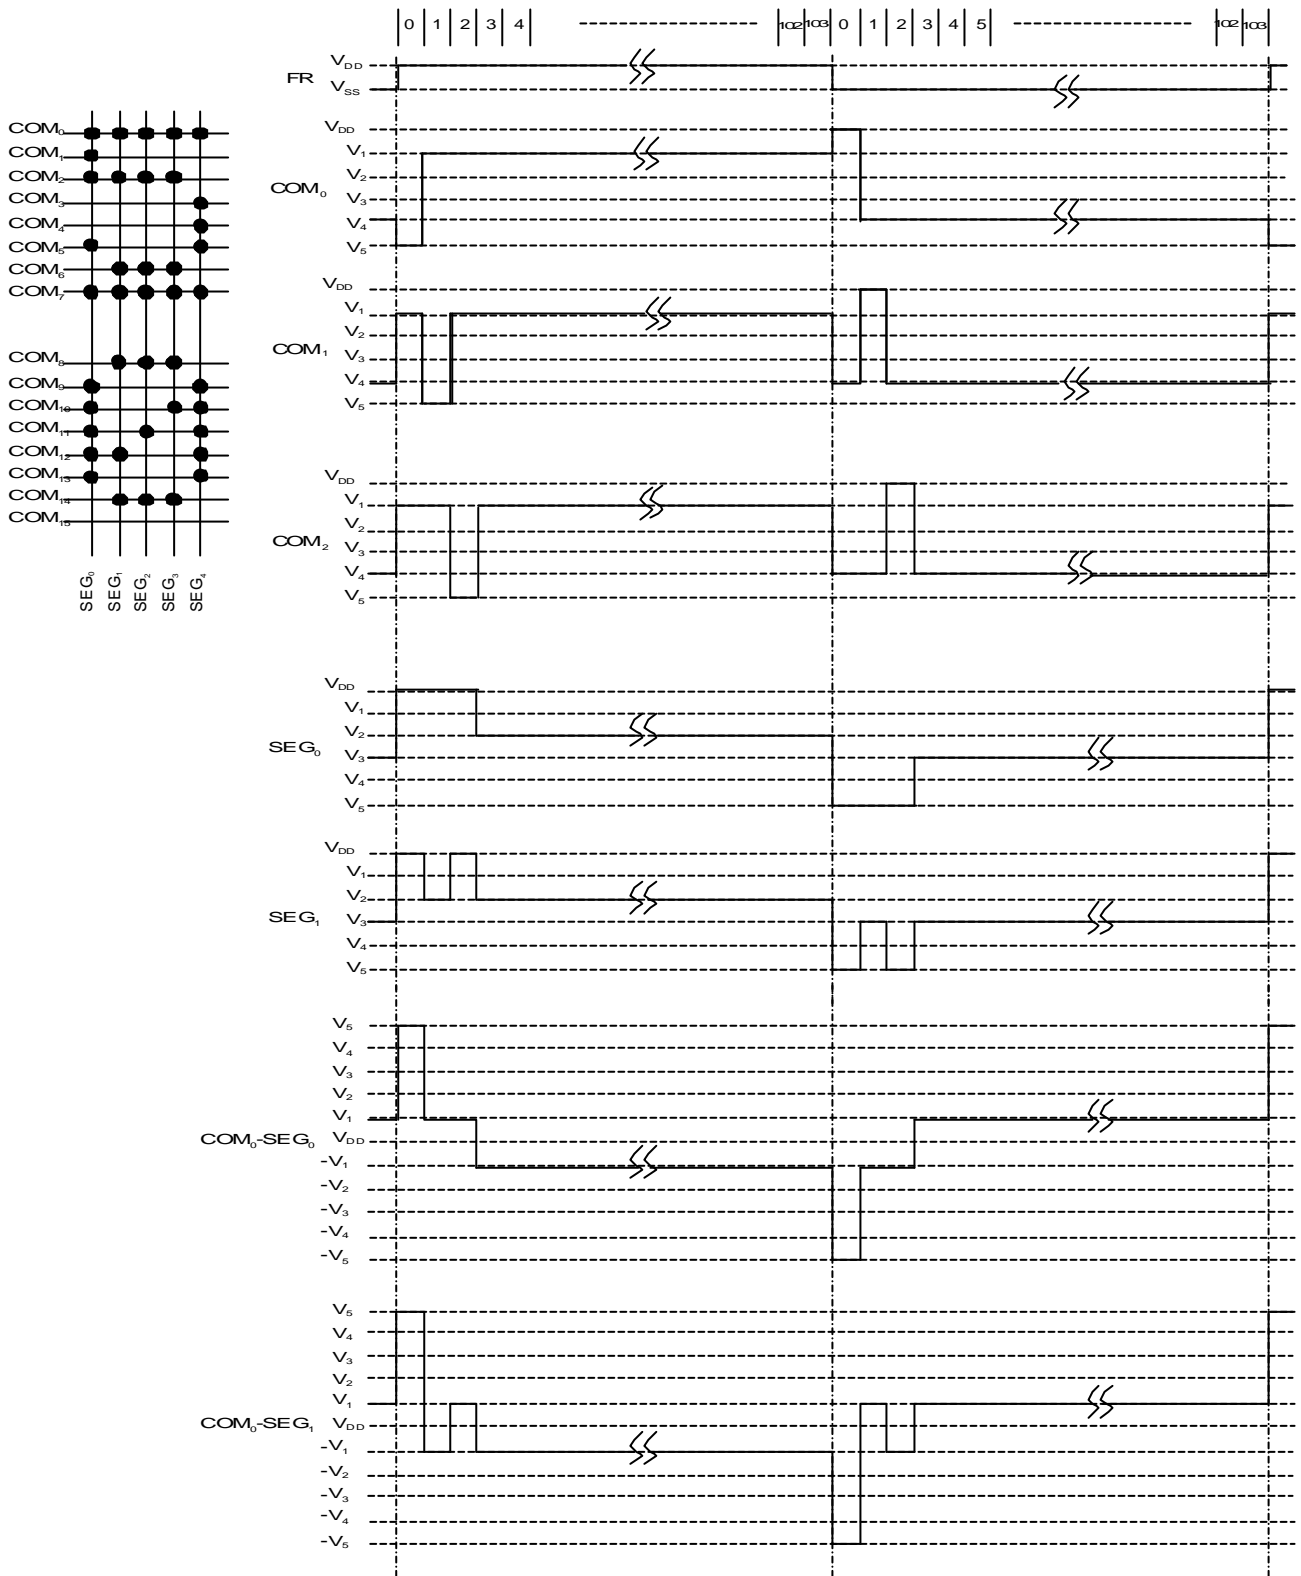 0 1 2 3 4 102 103 0 1 2 3 4 5 102 103
FR
V_DD
V_SS
COM₀
COM₁
COM₂
COM₃
COM₄
COM₅
COM₆
COM₇
COM₈
COM₉
COM₁₀
COM₁₁
COM₁₂
COM₁₃
COM₁₄
COM₁₅
SEG₀ SEG₁ SEG₂ SEG₃ SEG₄
COM₀
V_DD
V₁
V₂
V₃
V₄
V₅
COM₁
V_DD
V₁
V₂
V₃
V₄
V₅
COM₂
V_DD
V₁
V₂
V₃
V₄
V₅
SEG₀
V_DD
V₁
V₂
V₃
V₄
V₅
SEG₁
V_DD
V₁
V₂
V₃
V₄
V₅
COM₀-SEG₀
V₅
V₄
V₃
V₂
V₁
V_DD
-V₁
-V₂
-V₃
-V₄
-V₅
COM₀-SEG₁
V₅
V₄
V₃
V₂
V₁
V_DD
-V₁
-V₂
-V₃
-V₄
-V₅